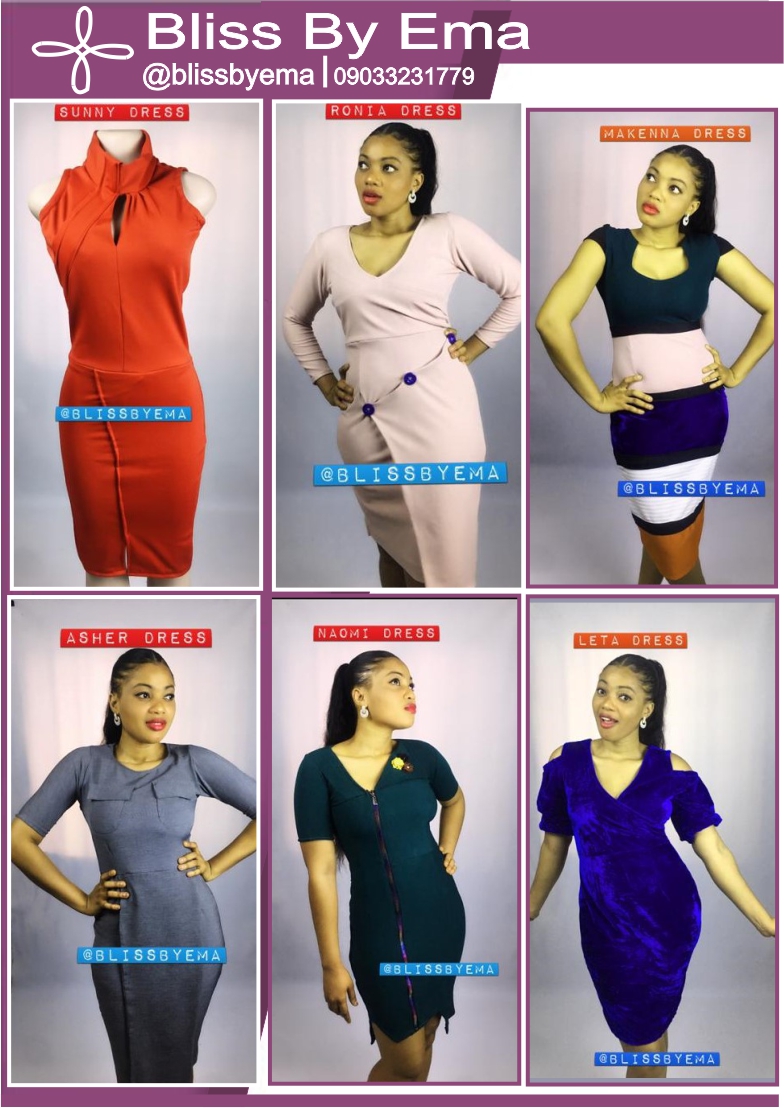 Bliss By Ema
@blissbyema | 09033231779
SUNNY DRESS
@BLISSBYEMA
RONIA DRESS
@BLISSBYEMA
MAKENNA DRESS
@BLISSBYEMA
ASHER DRESS
@BLISSBYEMA
NAOMI DRESS
@BLISSBYEMA
LETA DRESS
@BLISSBYEMA